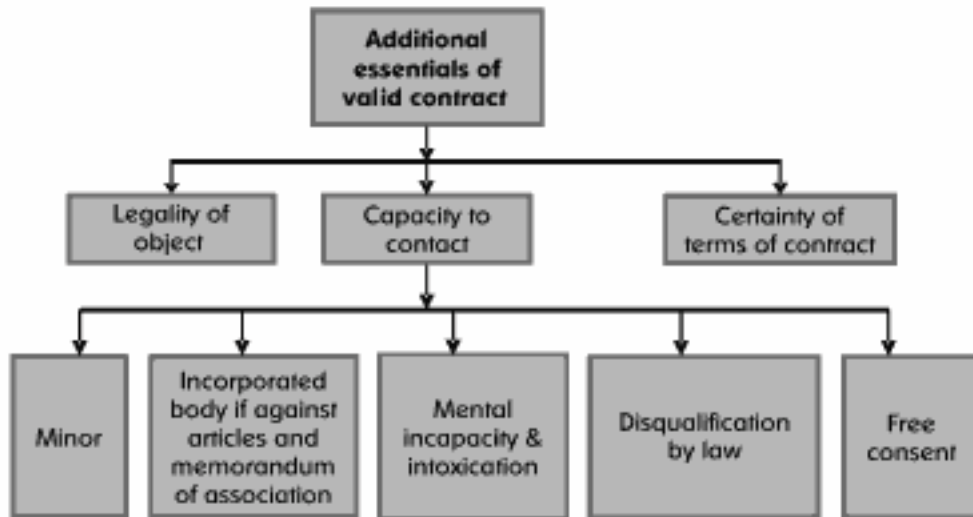 Additional
essentials of
valid contract
Legality of
object
Capacity to
contact
Certainty of
terms of contract
Minor
Incorporated
body if against
articles and
memorandum
of association
Mental
incapacity &
intoxication
Disqualification
by law
Free
consent